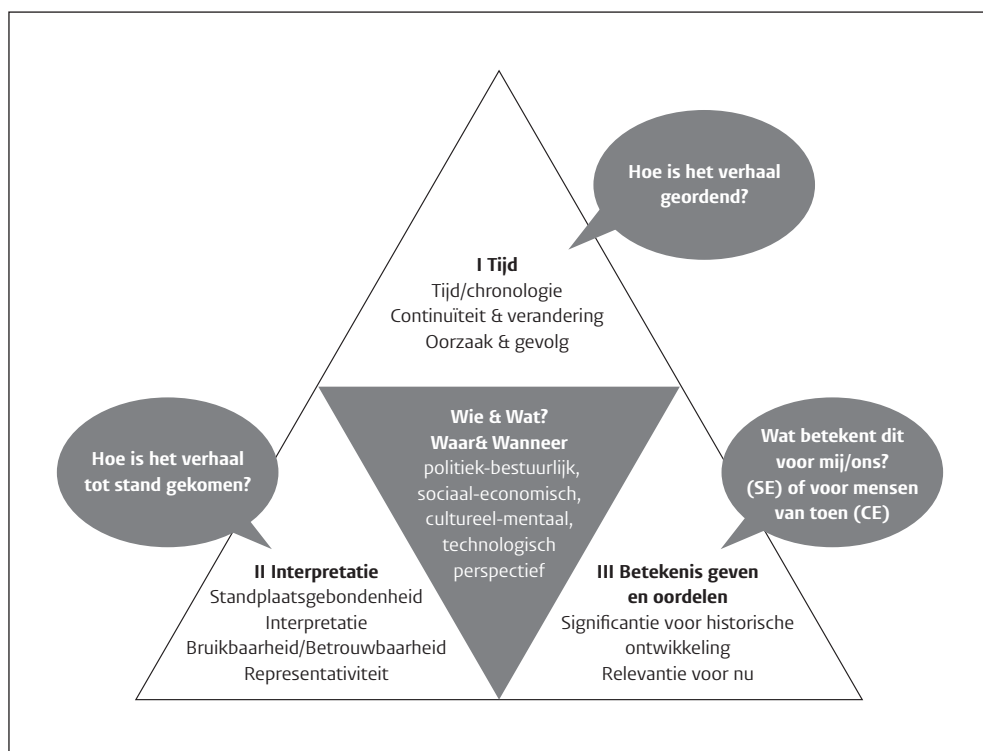 Hoe is het verhaal
geordend?
I Tijd
Tijd/chronologie
Continuïteit & verandering
Oorzaak & gevolg
Hoe is het verhaal
tot stand gekomen?
Wie & Wat?
Waar& Wanneer
politiek-bestuurlijk,
sociaal-economisch,
cultureel-mentaal,
technologisch
perspectief
Wat betekent dit
voor mij/ons?
(SE) of voor mensen
van toen (CE)
II Interpretatie
Standplaatsgebondenheid
Interpretatie
Bruikbaarheid/Betrouwbaarheid
Representativiteit
III Betekenis geven
en oordelen
Significantie voor historische
ontwikkeling
Relevantie voor nu